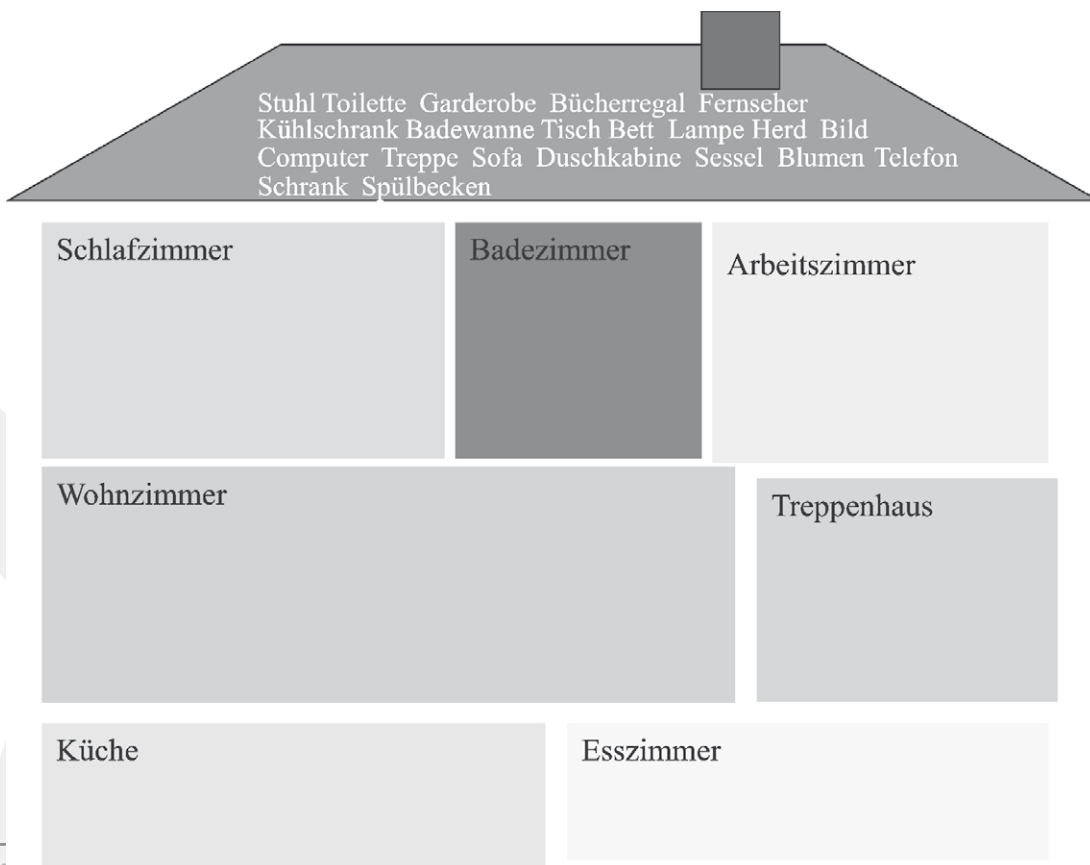 Stuhl Toilette Garderobe Bücherregal Fernseher
Kühlschrank Badewanne Tisch Bett Lampe Herd Bild
Computer Treppe Sofa Duschkabine Sessel Blumen Telefon
Schrank Spülbecken
Schlafzimmer
Badezimmer
Arbeitszimmer
Wohnzimmer
Treppenhaus
Küche
Esszimmer